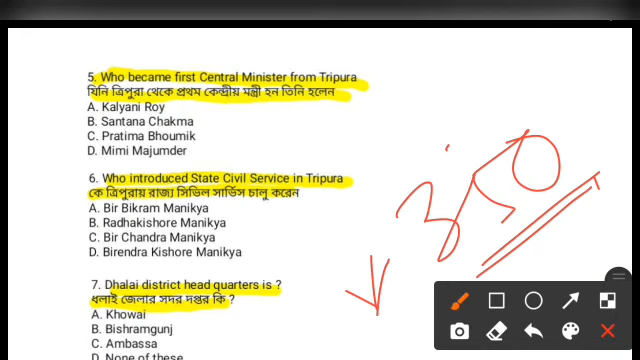 5. Who became first Central Minister from Tripura
যিনি ত্রিপুরা থেকে প্রথম কেন্দ্রীয় মন্ত্রী হন তিনি হলেন
A. Kalyani Roy
B. Santana Chakma
C. Pratima Bhoumik
D. Mimi Majumder
6. Who introduced State Civil Service in Tripura
কে ত্রিপুরায় রাজ্য সিভিল সার্ভিস চালু করেন
A. Bir Bikram Manikya
B. Radhakishore Manikya
C. Bir Chandra Manikya
D. Birendra Kishore Manikya
7. Dhalai district head quarters is ?
ধলাই জেলার সদর দপ্তর কি ?
A. Khowai
B. Bishramgunj
C. Ambassa
D. None of these